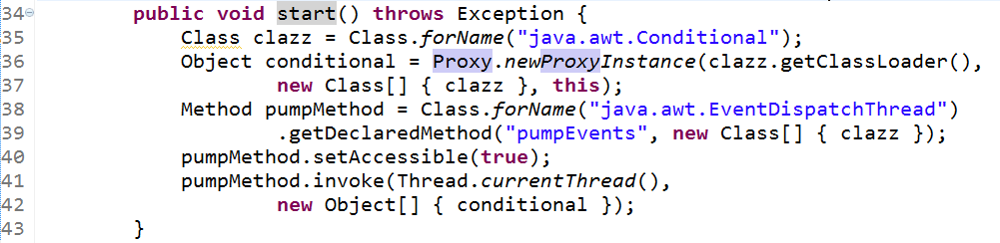 34 public void start() throws Exception {
35 Class clazz = Class.forName("java.awt.Conditional");
36 Object conditional = Proxy.newProxyInstance(clazz.getClassLoader(),
37 new Class[] { clazz }, this);
38 Method pumpMethod = Class.forName("java.awt.EventDispatchThread")
39 .getDeclaredMethod("pumpEvents", new Class[] { clazz });
40 pumpMethod.setAccessible(true);
41 pumpMethod.invoke(Thread.currentThread(),
42 new Object[] { conditional });
43 }